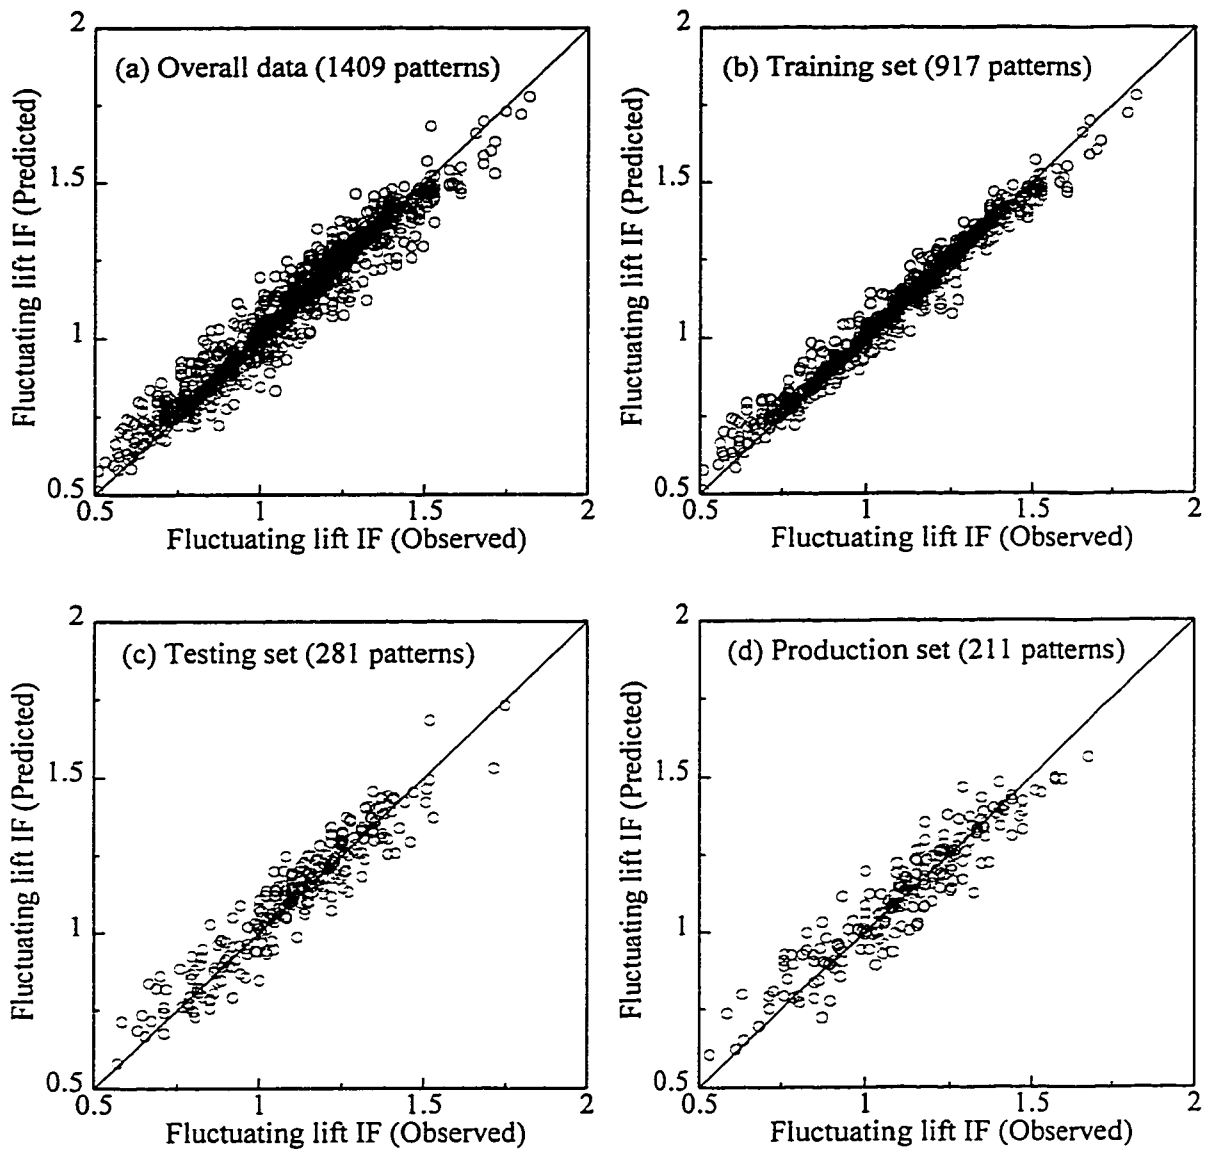 2
(a) Overall data (1409 patterns)
Fluctuating lift IF (Predicted)
1.5
1
0.5
0.5 1 1.5 2
Fluctuating lift IF (Observed)
2
(b) Training set (917 patterns)
Fluctuating lift IF (Predicted)
1.5
1
0.5
0.5 1 1.5 2
Fluctuating lift IF (Observed)
2
(c) Testing set (281 patterns)
Fluctuating lift IF (Predicted)
1.5
1
0.5
0.5 1 1.5 2
Fluctuating lift IF (Observed)
2
(d) Production set (211 patterns)
Fluctuating lift IF (Predicted)
1.5
1
0.5
0.5 1 1.5 2
Fluctuating lift IF (Observed)